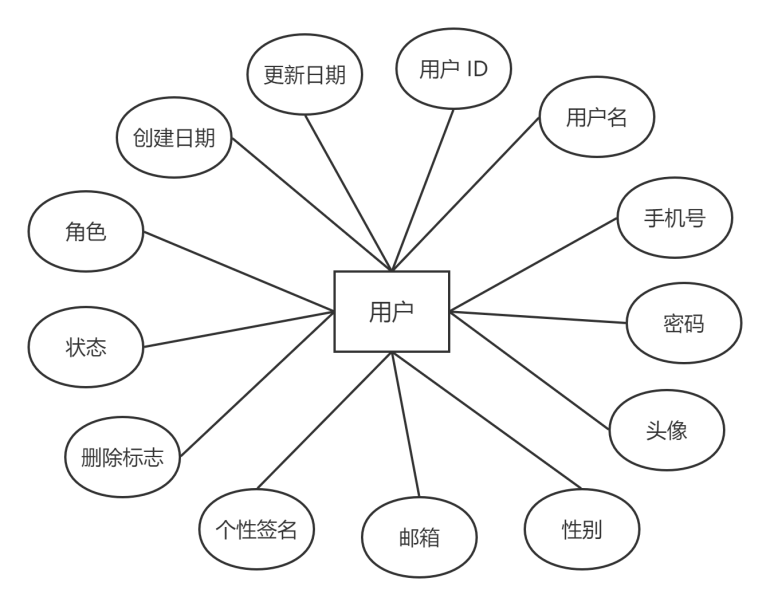 更新日期
用户 ID
创建日期
用户名
角色
手机号
用户
状态
密码
删除标志
头像
个性签名
邮箱
性别